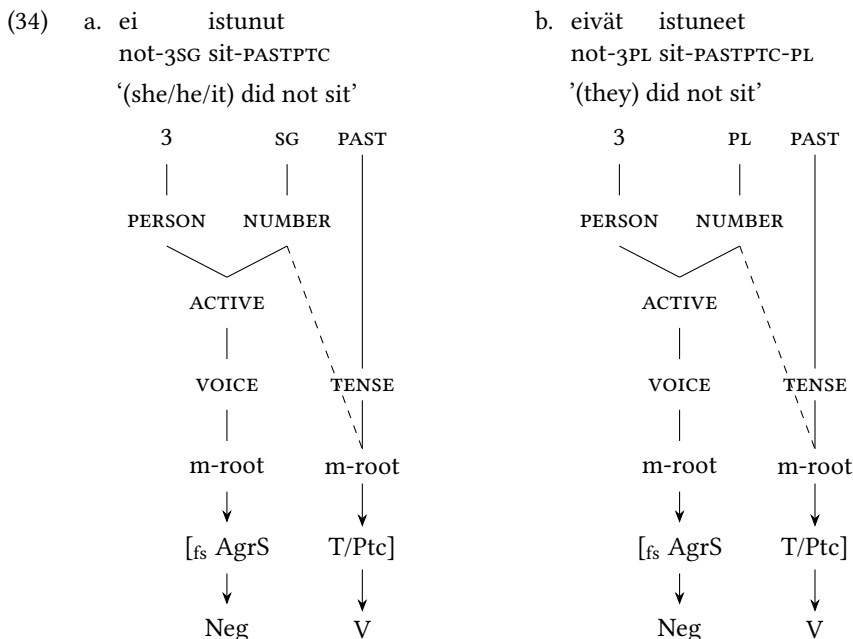 (34) a. ei istunut b. eivät istuneet
not-3SG sit-PASTPTC not-3PL sit-PASTPTC-PL
‘(she/he/it) did not sit’ '(they) did not sit’
3 SG PAST 3 PL PAST
PERSON NUMBER PERSON NUMBER
ACTIVE ACTIVE
VOICE TENSE VOICE TENSE
m-root m-root m-root m-root
[fs AgrS T/Ptc] [fs AgrS T/Ptc]
Neg V Neg V